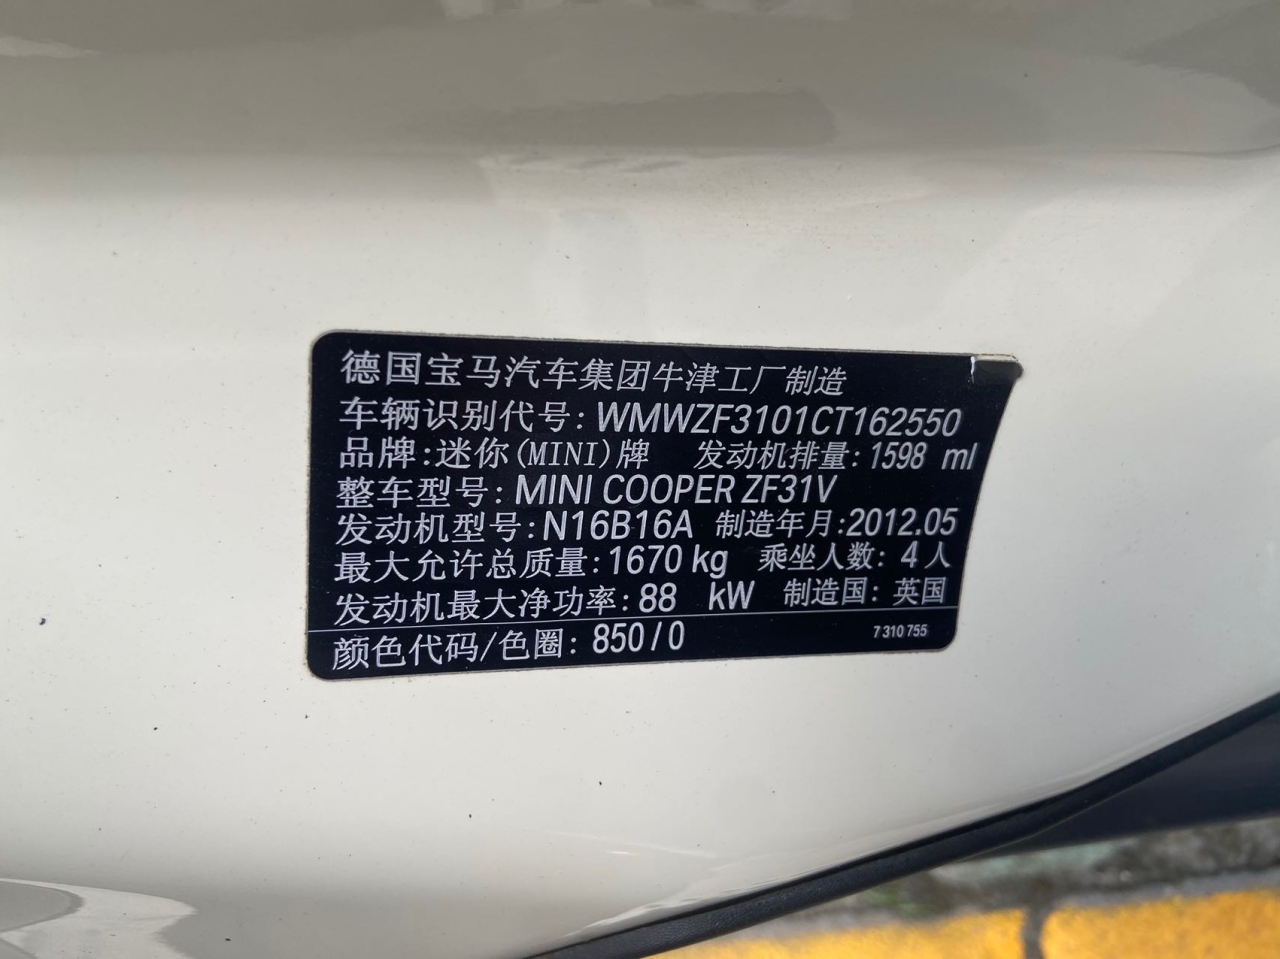 德国宝马汽车集团牛津工厂制造
车辆识别代号: WMWZF3101CT162550
品牌:迷你(MINI)牌 发动机排量: 1598 ml
整车型号: MINI COOPER ZF31V
发动机型号: N16B16A 制造年月:2012.05
最大允许总质量: 1670 kg 乘坐人数: 4 人
发动机最大净功率: 88 kW 制造国: 英国
颜色代码/色圈: 850/0 7 310 755